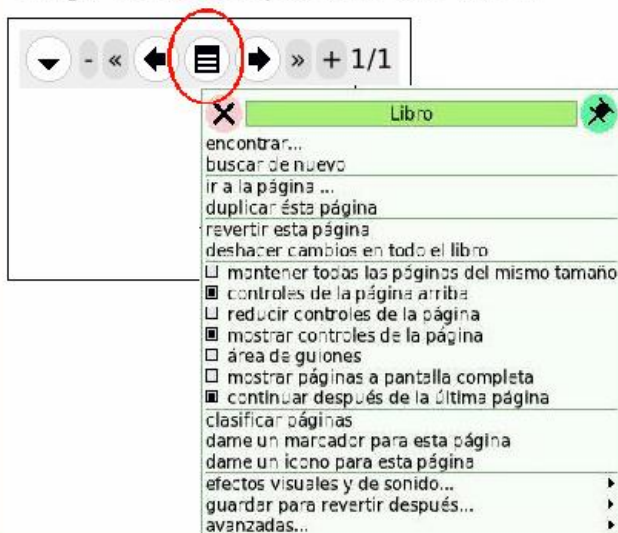 - « » + 1/1
Libro
encontrar...
buscar de nuevo
ir a la página ...
duplicar ésta página
revertir esta página
deshacer cambios en todo el libro
mantener todas las páginas del mismo tamaño
controles de la página arriba
reducir controles de la página
mostrar controles de la página
área de guiones
mostrar páginas a pantalla completa
continuar después de la última página
clasificar páginas
dame un marcador para esta página
dame un icono para esta página
efectos visuales y de sonido...
guardar para revertir después...
avanzadas...